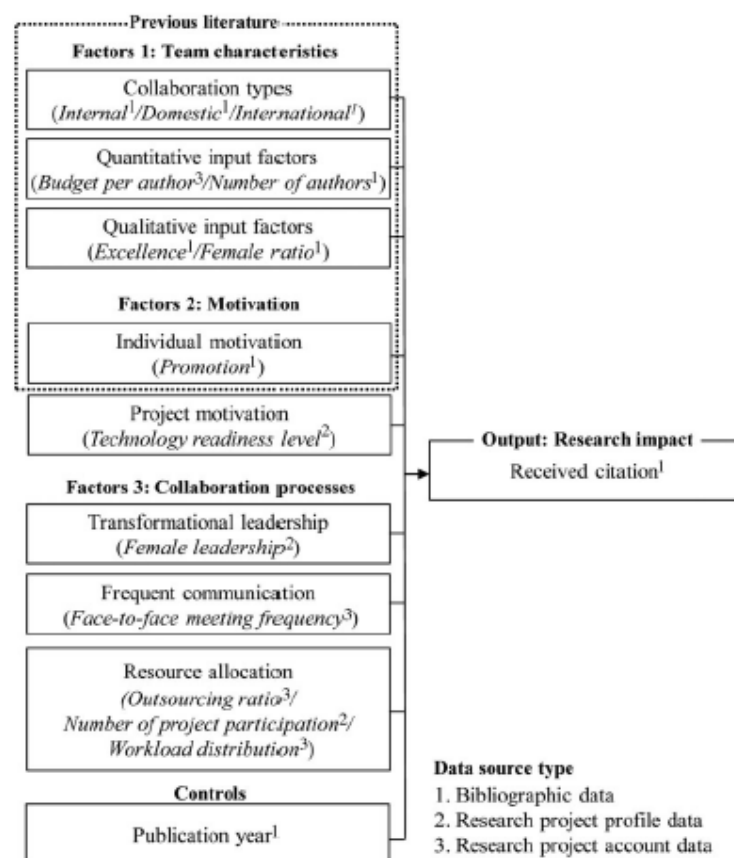 Previous literature
Factors 1: Team characteristics
Collaboration types
(Internal¹/Domestic¹/International¹)
Quantitative input factors
(Budget per author³/Number of authors¹)
Qualitative input factors
(Excellence¹/Female ratio¹)
Factors 2: Motivation
Individual motivation
(Promotion¹)
Project motivation
(Technology readiness level²)
Factors 3: Collaboration processes
Transformational leadership
(Female leadership²)
Frequent communication
(Face-to-face meeting frequency³)
Resource allocation
(Outsourcing ratio³/
Number of project participation²/
Workload distribution³)
Controls
Publication year¹
Output: Research impact
Received citation¹
Data source type
1. Bibliographic data
2. Research project profile data
3. Research project account data